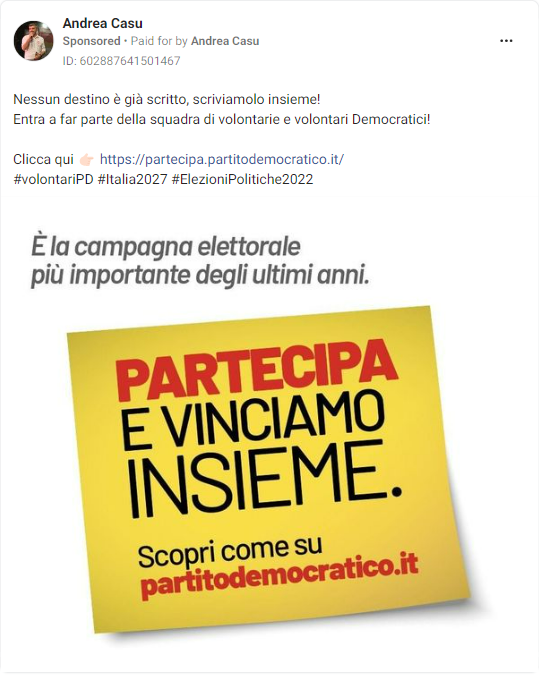 Andrea Casu
Sponsored • Paid for by Andrea Casu
ID: 602887641501467
Nessun destino è già scritto, scriviamolo insieme!
Entra a far parte della squadra di volontarie e volontari Democratici!
Clicca qui 👉🏻 https://partecipa.partitodemocratico.it/
#volontariPD #Italia2027 #ElezioniPolitiche2022
È la campagna elettorale
più importante degli ultimi anni.
PARTECIPA
E VINCIAMO
INSIEME.
Scopri come su
partitodemocratico.it